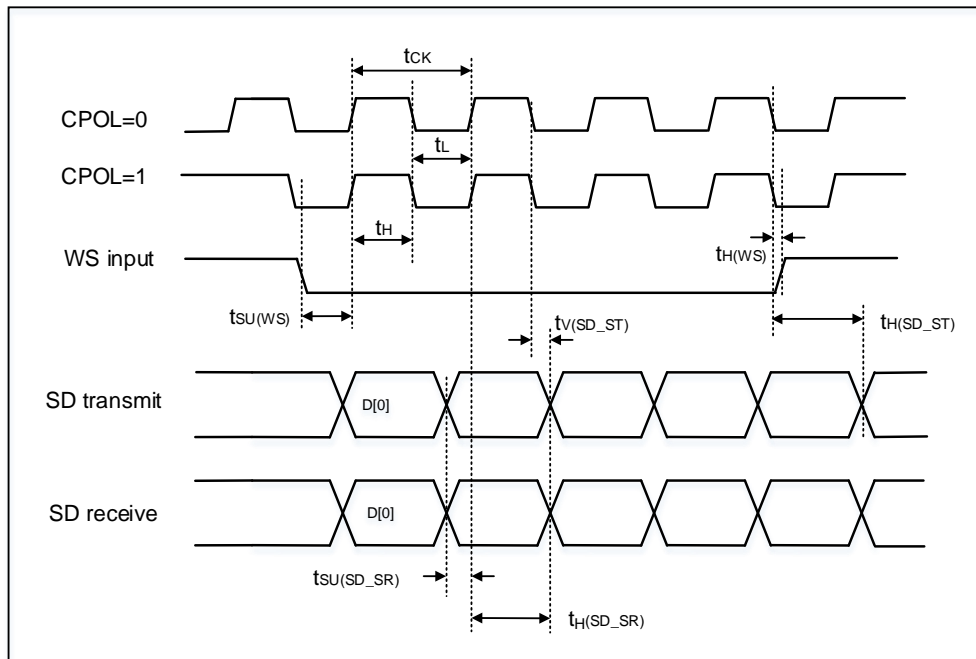 tCK
CPOL=0
tL
CPOL=1
tH
WS input
tH(WS)
tSU(WS)
tV(SD_ST)
tH(SD_ST)
SD transmit
D[0]
SD receive
D[0]
tSU(SD_SR)
tH(SD_SR)